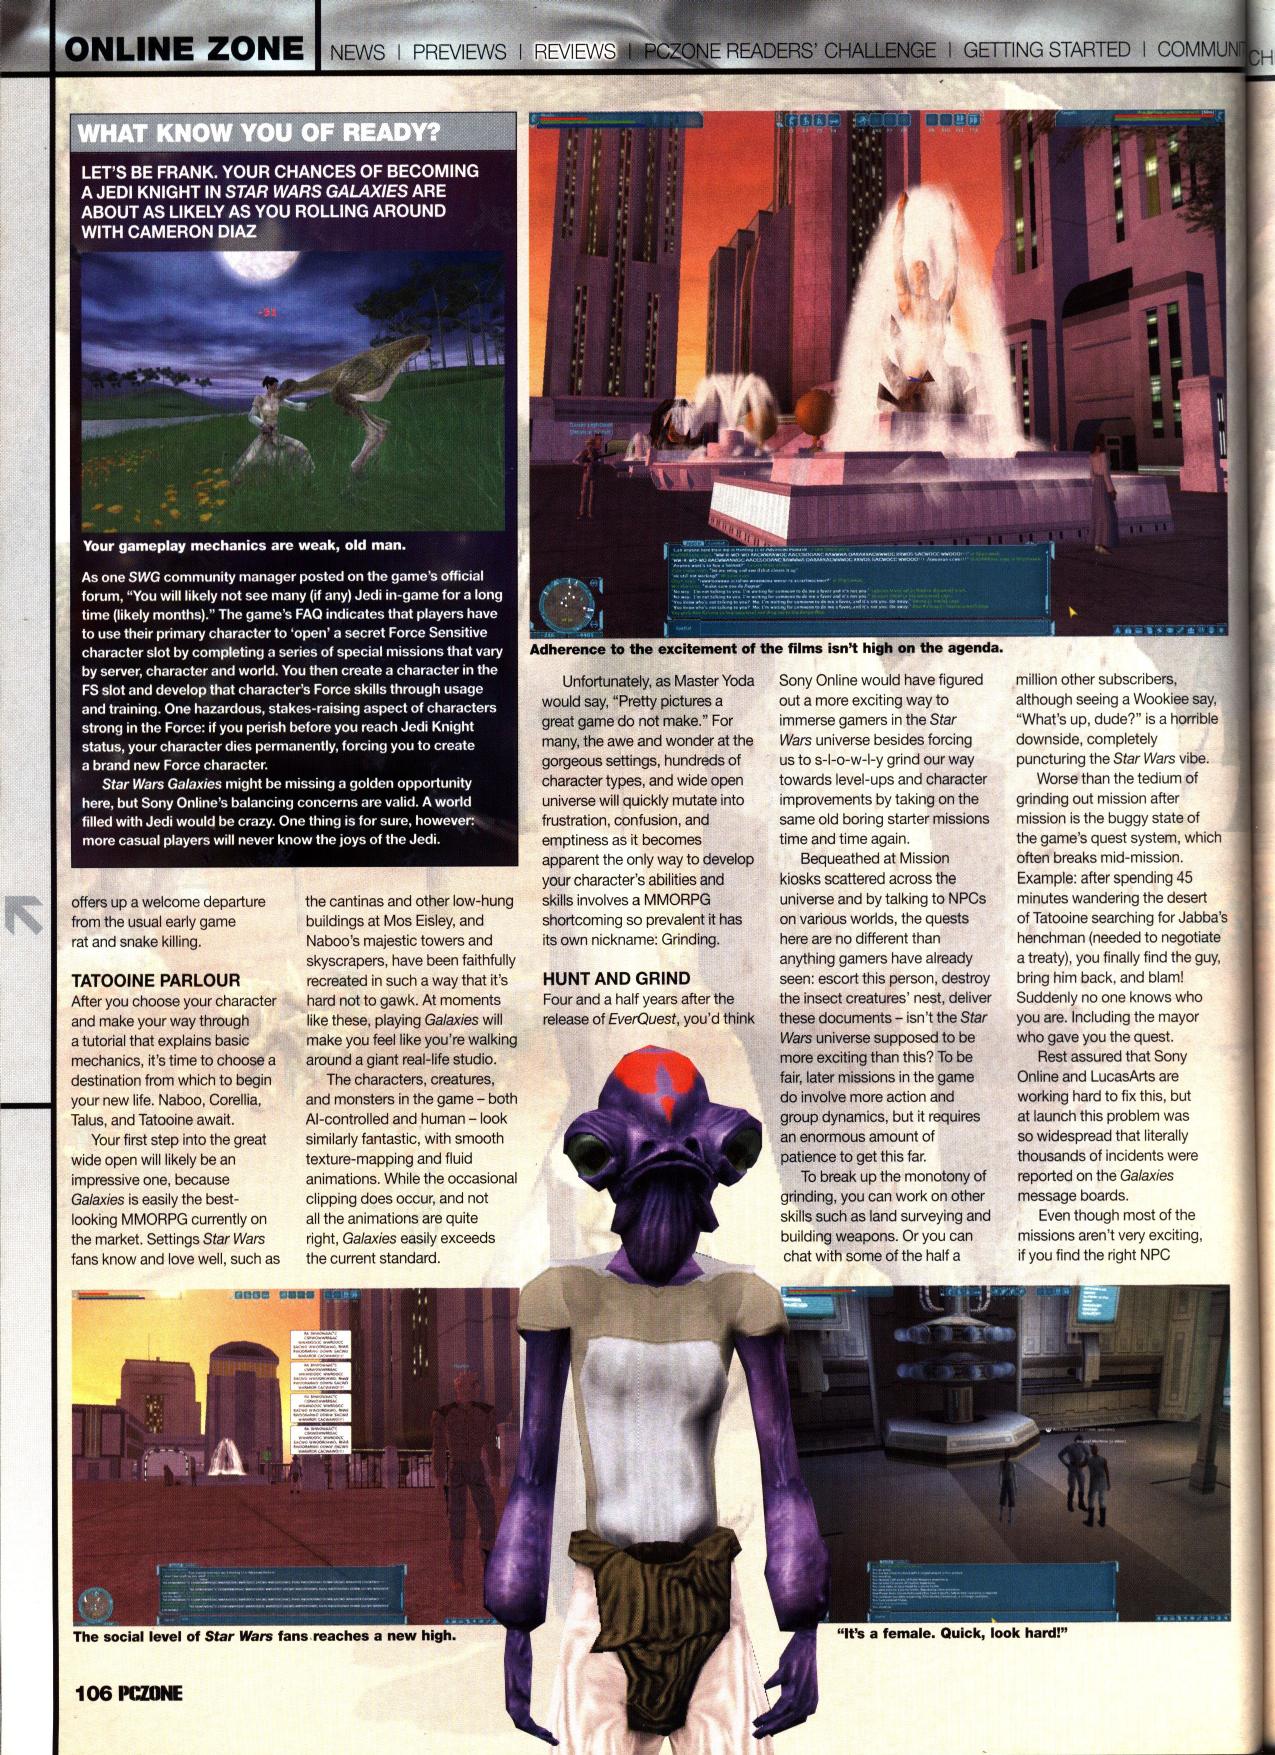 ONLINE ZONE
NEWS | PREVIEWS | REVIEWS | PCZONE READERS' CHALLENGE | GETTING STARTED | COMMUN
CH
WHAT KNOW YOU OF READY?
LET'S BE FRANK. YOUR CHANCES OF BECOMING
A JEDI KNIGHT IN STAR WARS GALAXIES ARE
ABOUT AS LIKELY AS YOU ROLLING AROUND
WITH CAMERON DIAZ
-51
Your gameplay mechanics are weak, old man.
As one SWG community manager posted on the game's official
forum, "You will likely not see many (if any) Jedi in-game for a long
time (likely months)." The game's FAQ indicates that players have
to use their primary character to 'open' a secret Force Sensitive
character slot by completing a series of special missions that vary
by server, character and world. You then create a character in the
FS slot and develop that character's Force skills through usage
and training. One hazardous, stakes-raising aspect of characters
strong in the Force: if you perish before you reach Jedi Knight
status, your character dies permanently, forcing you to create
a brand new Force character.
Star Wars Galaxies might be missing a golden opportunity
here, but Sony Online's balancing concerns are valid. A world
filled with Jedi would be crazy. One thing is for sure, however:
more casual players will never know the joys of the Jedi.
Adherence to the excitement of the films isn't high on the agenda.
offers up a welcome departure
from the usual early game
rat and snake killing.
TATOOINE PARLOUR
After you choose your character
and make your way through
a tutorial that explains basic
mechanics, it's time to choose a
destination from which to begin
your new life. Naboo, Corellia,
Talus, and Tatooine await.
Your first step into the great
wide open will likely be an
impressive one, because
Galaxies is easily the best-
looking MMORPG currently on
the market. Settings Star Wars
fans know and love well, such as
the cantinas and other low-hung
buildings at Mos Eisley, and
Naboo's majestic towers and
skyscrapers, have been faithfully
recreated in such a way that it's
hard not to gawk. At moments
like these, playing Galaxies will
make you feel like you're walking
around a giant real-life studio.
The characters, creatures,
and monsters in the game – both
AI-controlled and human – look
similarly fantastic, with smooth
texture-mapping and fluid
animations. While the occasional
clipping does occur, and not
all the animations are quite
right, Galaxies easily exceeds
the current standard.
Unfortunately, as Master Yoda
would say, "Pretty pictures a
great game do not make." For
many, the awe and wonder at the
gorgeous settings, hundreds of
character types, and wide open
universe will quickly mutate into
frustration, confusion, and
emptiness as it becomes
apparent the only way to develop
your character's abilities and
skills involves a MMORPG
shortcoming so prevalent it has
its own nickname: Grinding.
HUNT AND GRIND
Four and a half years after the
release of EverQuest, you'd think
Sony Online would have figured
out a more exciting way to
immerse gamers in the Star
Wars universe besides forcing
us to s-l-o-w-l-y grind our way
towards level-ups and character
improvements by taking on the
same old boring starter missions
time and time again.
Bequeathed at Mission
kiosks scattered across the
universe and by talking to NPCs
on various worlds, the quests
here are no different than
anything gamers have already
seen: escort this person, destroy
the insect creatures' nest, deliver
these documents – isn't the Star
Wars universe supposed to be
more exciting than this? To be
fair, later missions in the game
do involve more action and
group dynamics, but it requires
an enormous amount of
patience to get this far.
To break up the monotony of
grinding, you can work on other
skills such as land surveying and
building weapons. Or you can
chat with some of the half a
million other subscribers,
although seeing a Wookiee say,
"What's up, dude?" is a horrible
downside, completely
puncturing the Star Wars vibe.
Worse than the tedium of
grinding out mission after
mission is the buggy state of
the game's quest system, which
often breaks mid-mission.
Example: after spending 45
minutes wandering the desert
of Tatooine searching for Jabba's
henchman (needed to negotiate
a treaty), you finally find the guy,
bring him back, and blam!
Suddenly no one knows who
you are. Including the mayor
who gave you the quest.
Rest assured that Sony
Online and LucasArts are
working hard to fix this, but
at launch this problem was
so widespread that literally
thousands of incidents were
reported on the Galaxies
message boards.
Even though most of the
missions aren't very exciting,
if you find the right NPC
The social level of Star Wars fans reaches a new high.
"It's a female. Quick, look hard!"
106 PCZONE